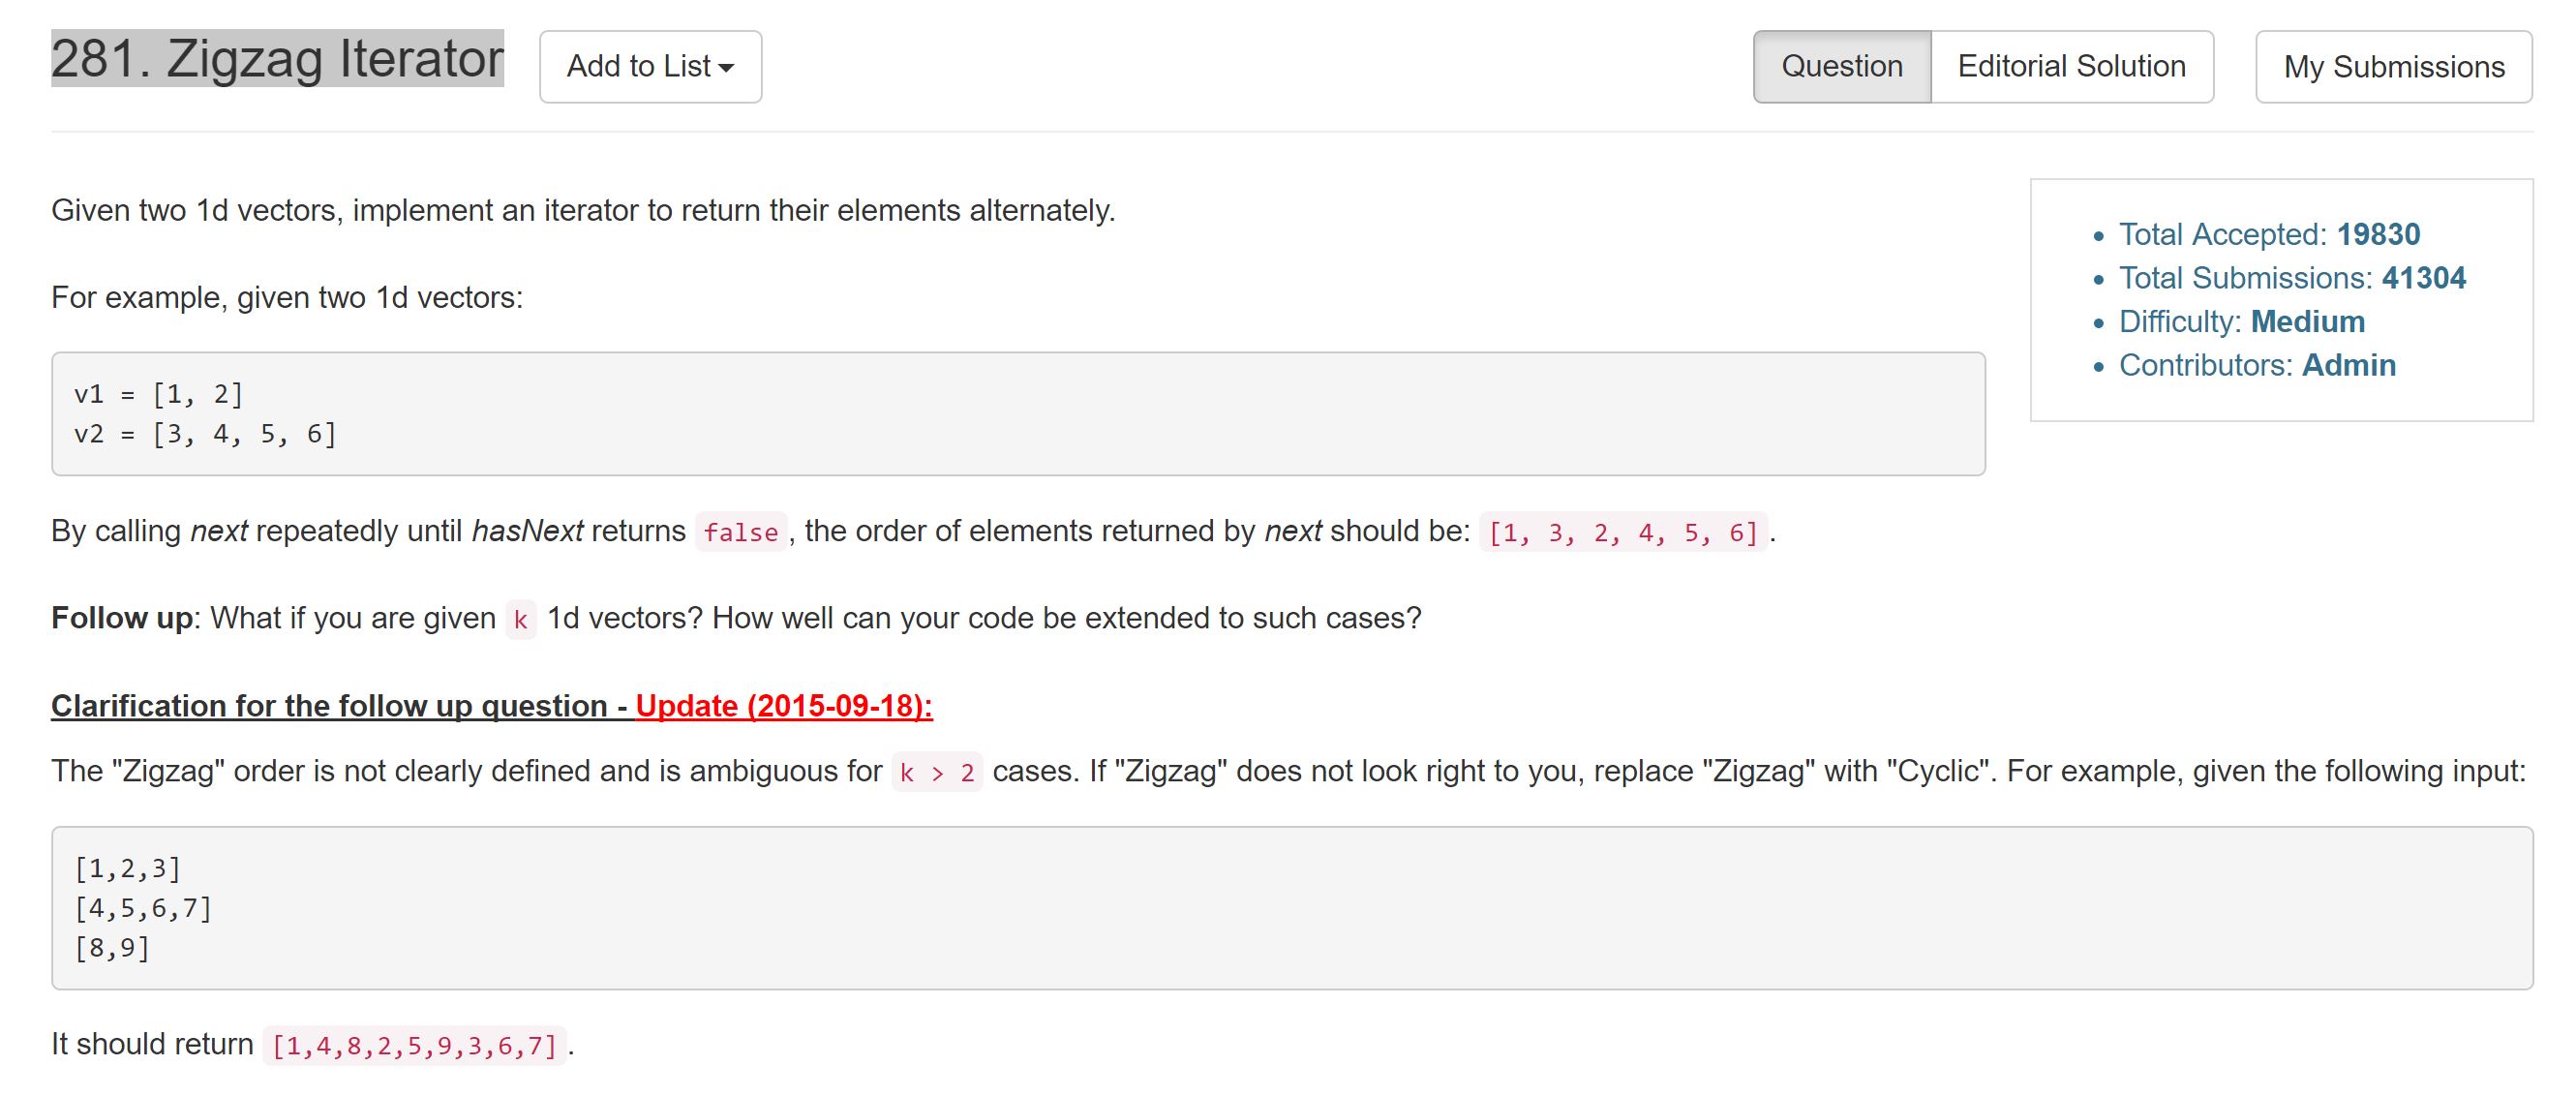 281. Zigzag Iterator
Add to List
Question
Editorial Solution
My Submissions
Given two 1d vectors, implement an iterator to return their elements alternately.
Total Accepted: 19830
Total Submissions: 41304
Difficulty: Medium
Contributors: Admin
For example, given two 1d vectors:
v1 = [1, 2]
v2 = [3, 4, 5, 6]
By calling next repeatedly until hasNext returns false, the order of elements returned by next should be: [1, 3, 2, 4, 5, 6].
Follow up: What if you are given k 1d vectors? How well can your code be extended to such cases?
Clarification for the follow up question - Update (2015-09-18):
The "Zigzag" order is not clearly defined and is ambiguous for k > 2 cases. If "Zigzag" does not look right to you, replace "Zigzag" with "Cyclic". For example, given the following input:
[1,2,3]
[4,5,6,7]
[8,9]
It should return [1,4,8,2,5,9,3,6,7].